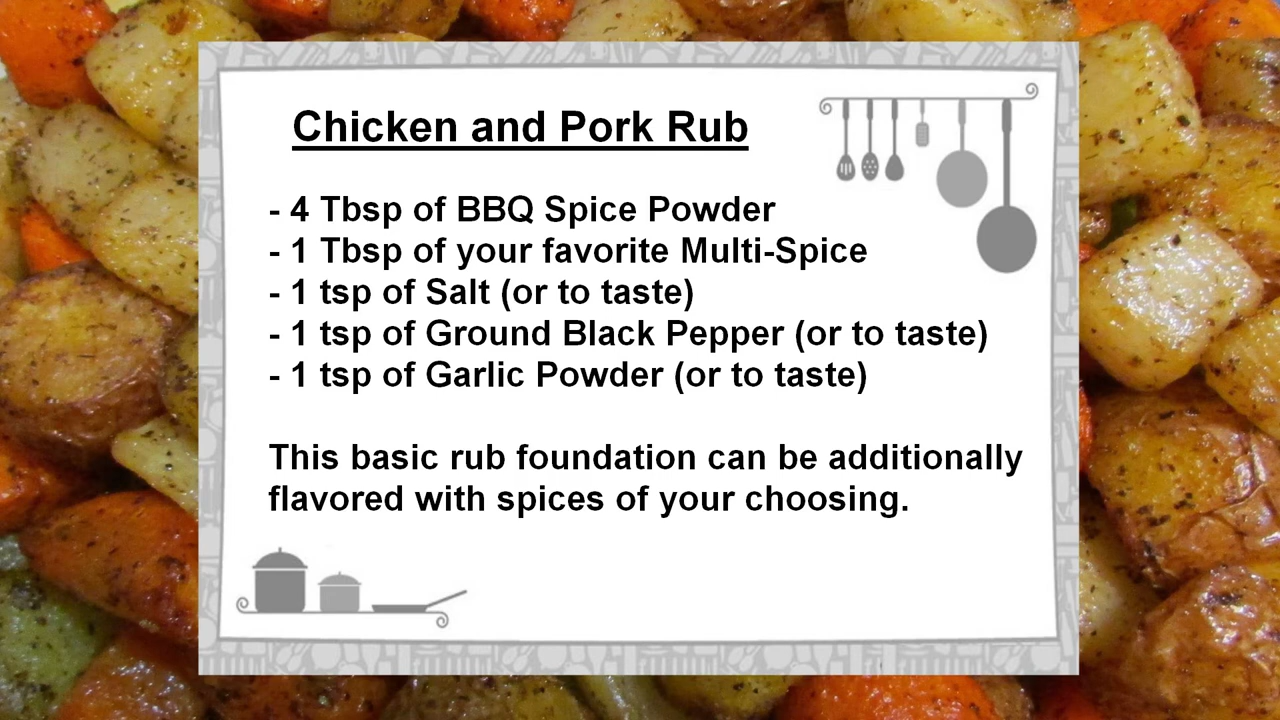 Chicken and Pork Rub
- 4 Tbsp of BBQ Spice Powder
- 1 Tbsp of your favorite Multi-Spice
- 1 tsp of Salt (or to taste)
- 1 tsp of Ground Black Pepper (or to taste)
- 1 tsp of Garlic Powder (or to taste)
This basic rub foundation can be additionally
flavored with spices of your choosing.